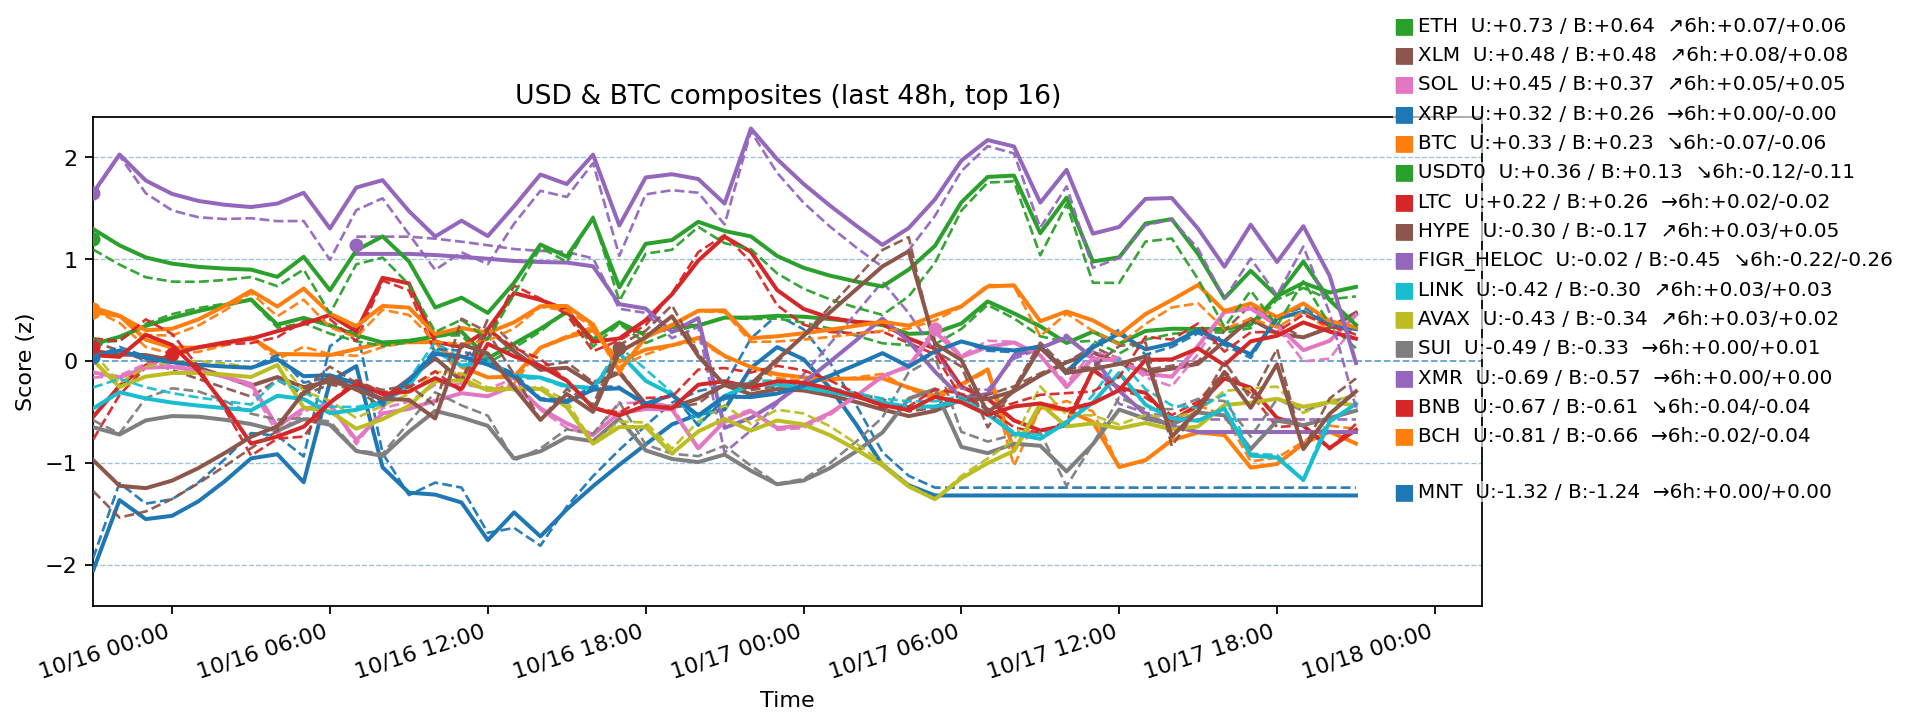 ETH U:+0.73 / B:+0.64 ↗6h:+0.07/+0.06
XLM U:+0.48 / B:+0.48 ↗6h:+0.08/+0.08
SOL U:+0.45 / B:+0.37 ↗6h:+0.05/+0.05
XRP U:+0.32 / B:+0.26 →6h:+0.00/-0.00
BTC U:+0.33 / B:+0.23 ↘6h:-0.07/-0.06
USDT0 U:+0.36 / B:+0.13 ↘6h:-0.12/-0.11
LTC U:+0.22 / B:+0.26 →6h:+0.02/-0.02
HYPE U:-0.30 / B:-0.17 ↗6h:+0.03/+0.05
FIGR_HELOC U:-0.02 / B:-0.45 ↘6h:-0.22/-0.26
LINK U:-0.42 / B:-0.30 ↗6h:+0.03/+0.03
AVAX U:-0.43 / B:-0.34 ↗6h:+0.03/+0.02
SUI U:-0.49 / B:-0.33 →6h:+0.00/+0.01
XMR U:-0.69 / B:-0.57 →6h:+0.00/+0.00
BNB U:-0.67 / B:-0.61 ↘6h:-0.04/-0.04
BCH U:-0.81 / B:-0.66 →6h:-0.02/-0.04
MNT U:-1.32 / B:-1.24 →6h:+0.00/+0.00
USD & BTC composites (last 48h, top 16)
Score (z)
2
1
0
−1
−2
10/16 00:00
10/16 06:00
10/16 12:00
10/16 18:00
10/17 00:00
10/17 06:00
10/17 12:00
10/17 18:00
10/18 00:00
Time